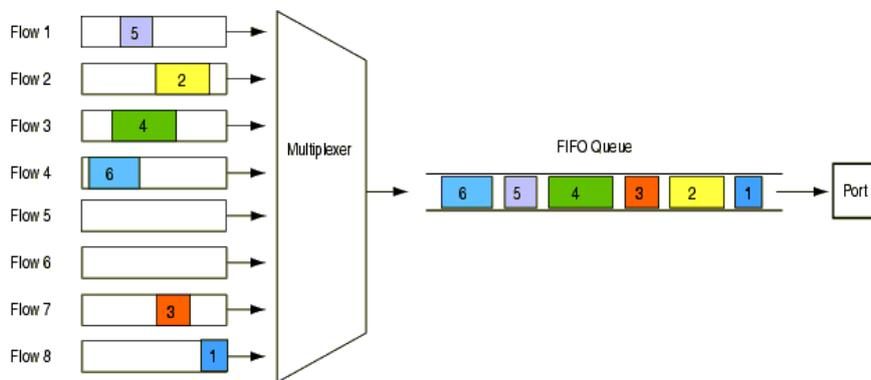 Flow 1 5
Flow 2 2
Flow 3 4
Flow 4 6
Flow 5
Flow 6
Flow 7 3
Flow 8 1
Multiplexer
FIFO Queue
6 5 4 3 2 1
Port